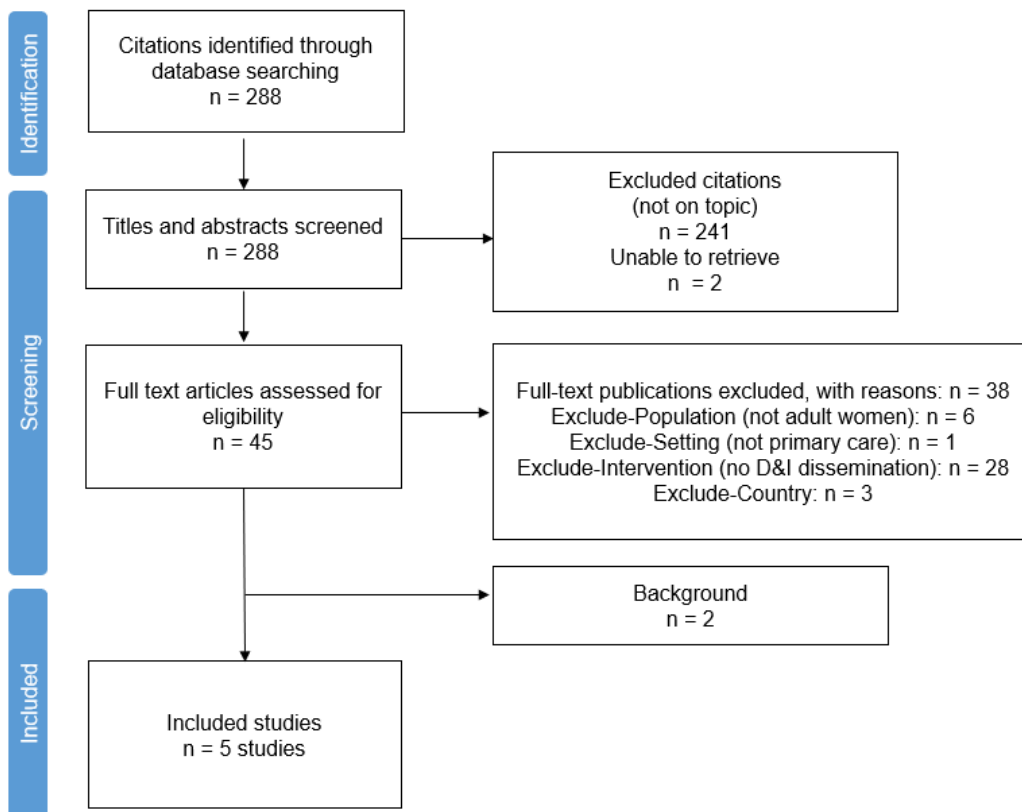 Identification
Citations identified through
database searching
n = 288
Screening
Titles and abstracts screened
n = 288
Excluded citations
(not on topic)
n = 241
Unable to retrieve
n = 2
Full text articles assessed for
eligibility
n = 45
Full-text publications excluded, with reasons: n = 38
Exclude-Population (not adult women): n = 6
Exclude-Setting (not primary care): n = 1
Exclude-Intervention (no D&I dissemination): n = 28
Exclude-Country: n = 3
Background
n = 2
Included
Included studies
n = 5 studies